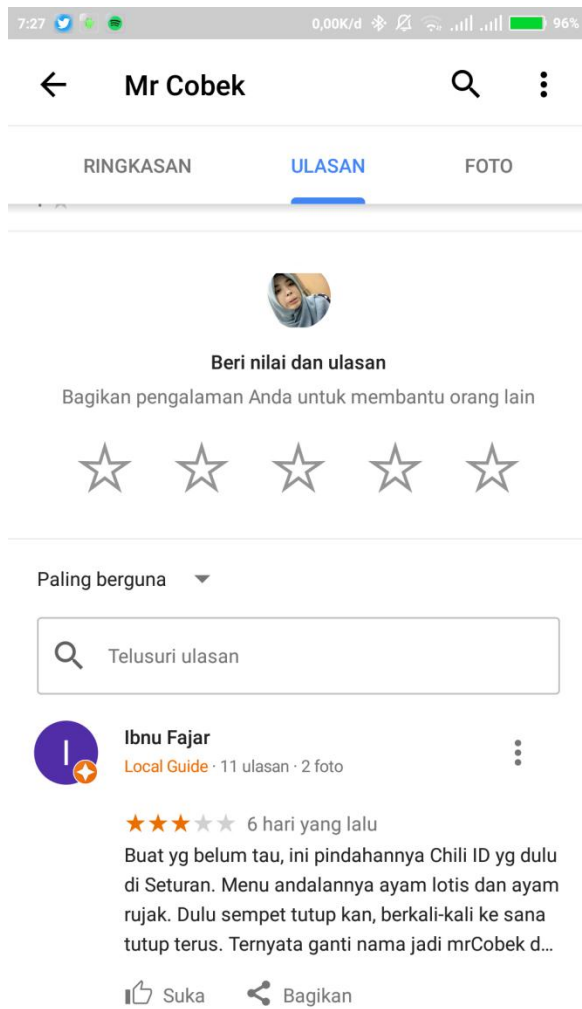 7:27 0,00K/d 96%
Mr Cobek
RINGKASAN ULASAN FOTO
Beri nilai dan ulasan
Bagikan pengalaman Anda untuk membantu orang lain
Paling berguna
Telusuri ulasan
I
Ibnu Fajar
Local Guide · 11 ulasan · 2 foto
6 hari yang lalu
Buat yg belum tau, ini pindahannya Chili ID yg dulu
di Seturan. Menu andalannya ayam lotis dan ayam
rujak. Dulu sempet tutup kan, berkali-kali ke sana
tutup terus. Ternyata ganti nama jadi mrCobek d...
Suka Bagikan